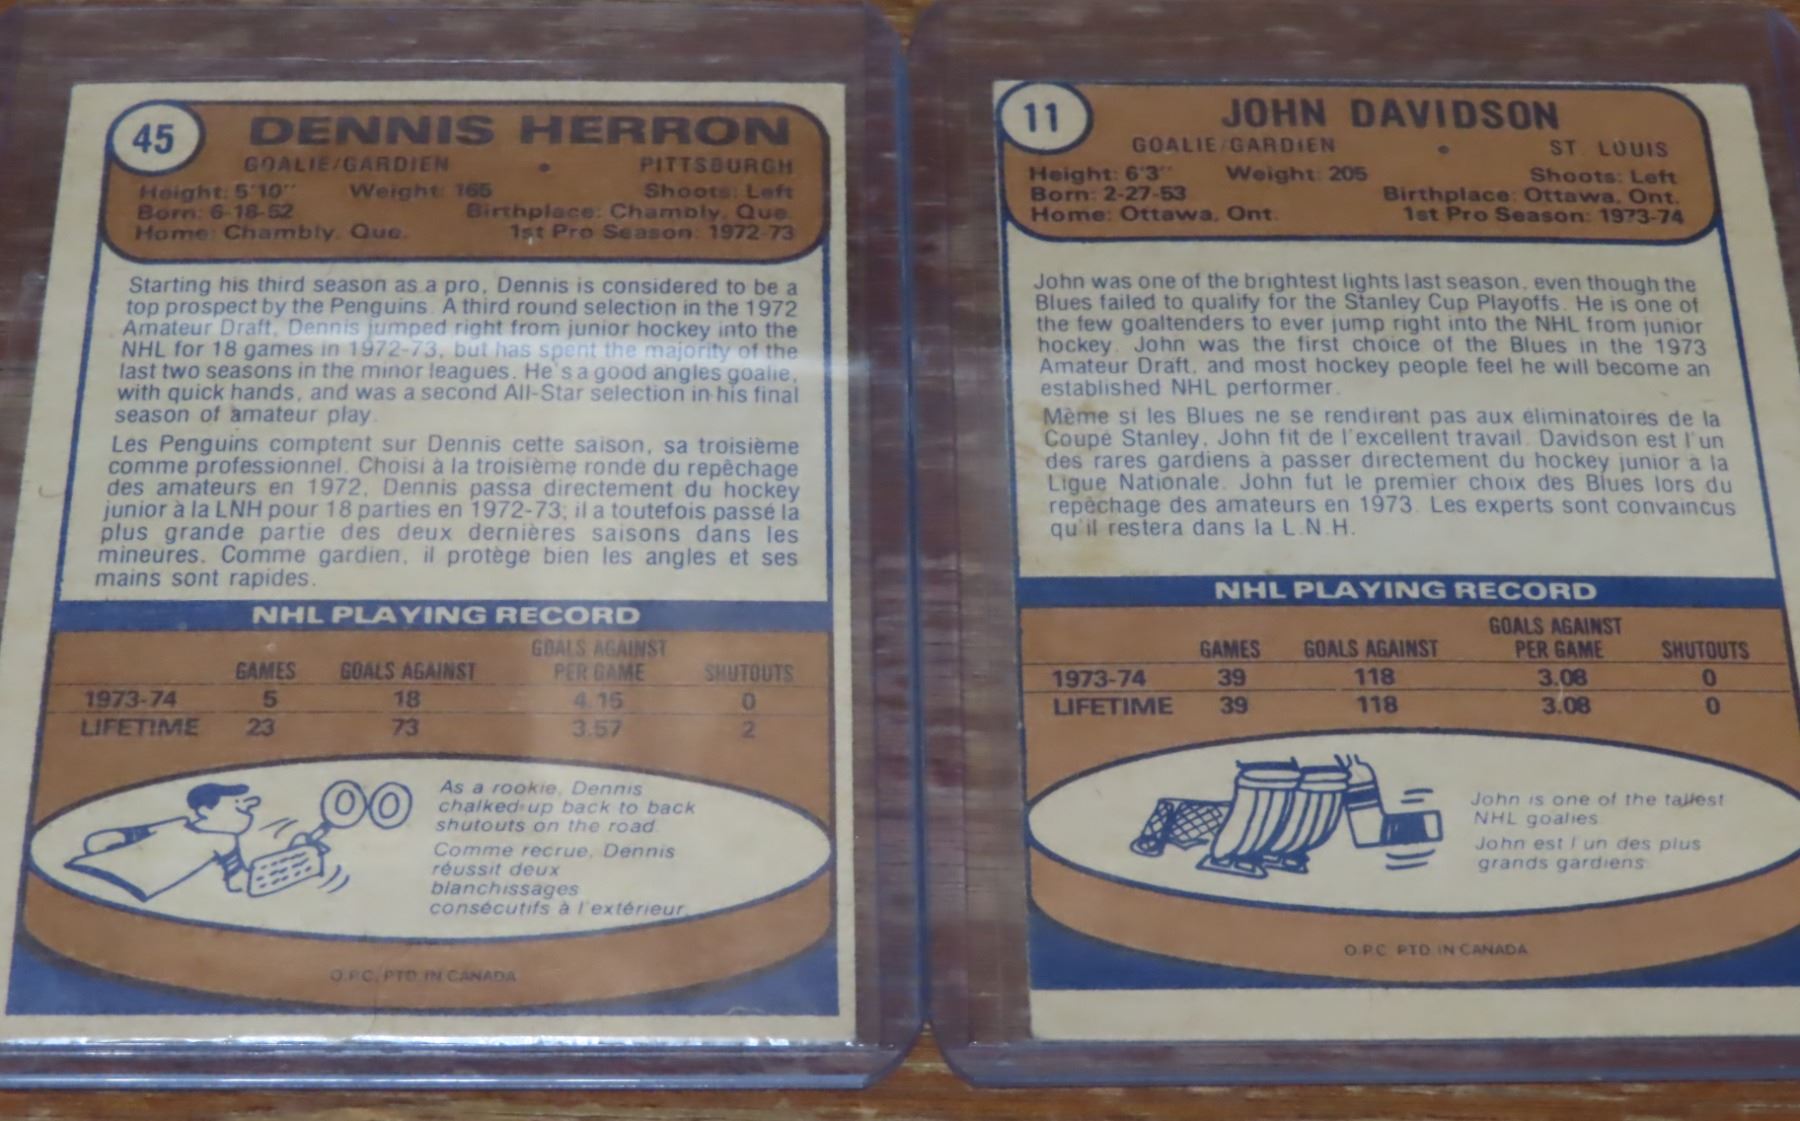 45
DENNIS HERRON
GOALIE/GARDIEN • PITTSBURGH
Height: 5'10" Weight: 165 Shoots: Left
Born: 6-18-52 Birthplace: Chambly, Que.
Home: Chambly, Que. 1st Pro Season: 1972-73
Starting his third season as a pro, Dennis is considered to be a
top prospect by the Penguins. A third round selection in the 1972
Amateur Draft, Dennis jumped right from junior hockey into the
NHL for 18 games in 1972-73, but has spent the majority of the
last two seasons in the minor leagues. He's a good angles goalie,
with quick hands, and was a second All-Star selection in his final
season of amateur play.
Les Penguins comptent sur Dennis cette saison, sa troisième
comme professionnel. Choisi à la troisième ronde du repêchage
des amateurs en 1972, Dennis passa directement du hockey
junior à la LNH pour 18 parties en 1972-73; il a toutefois passé la
plus grande partie des deux dernières saisons dans les
mineures. Comme gardien, il protège bien les angles et ses
mains sont rapides.
NHL PLAYING RECORD
GAMES GOALS AGAINST GOALS AGAINST PER GAME SHUTOUTS
1973-74 5 18 4.15 0
LIFETIME 23 73 3.57 2
As a rookie, Dennis
chalked up back to back
shutouts on the road.
Comme recrue, Dennis
réussit deux
blanchissages
consécutifs à l'extérieur.
O.P.C. PTD. IN CANADA
11
JOHN DAVIDSON
GOALIE/GARDIEN • ST. LOUIS
Height: 6'3" Weight: 205 Shoots: Left
Born: 2-27-53 Birthplace: Ottawa, Ont.
Home: Ottawa, Ont. 1st Pro Season: 1973-74
John was one of the brightest lights last season, even though the
Blues failed to qualify for the Stanley Cup Playoffs. He is one of
the few goaltenders to ever jump right into the NHL from junior
hockey. John was the first choice of the Blues in the 1973
Amateur Draft, and most hockey people feel he will become an
established NHL performer.
Même si les Blues ne se rendirent pas aux éliminatoires de la
Coupe Stanley, John fit de l'excellent travail. Davidson est l'un
des rares gardiens à passer directement du hockey junior à la
Ligue Nationale. John fut le premier choix des Blues lors du
repêchage des amateurs en 1973. Les experts sont convaincus
qu'il restera dans la L.N.H.
NHL PLAYING RECORD
GAMES GOALS AGAINST GOALS AGAINST PER GAME SHUTOUTS
1973-74 39 118 3.08 0
LIFETIME 39 118 3.08 0
John is one of the tallest
NHL goalies.
John est l'un des plus
grands gardiens.
O.P.C. PTD. IN CANADA